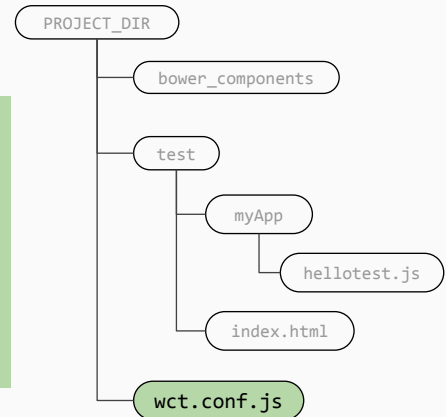 PROJECT_DIR
bower_components
test
myApp
hellotest.js
index.html
wct.conf.js